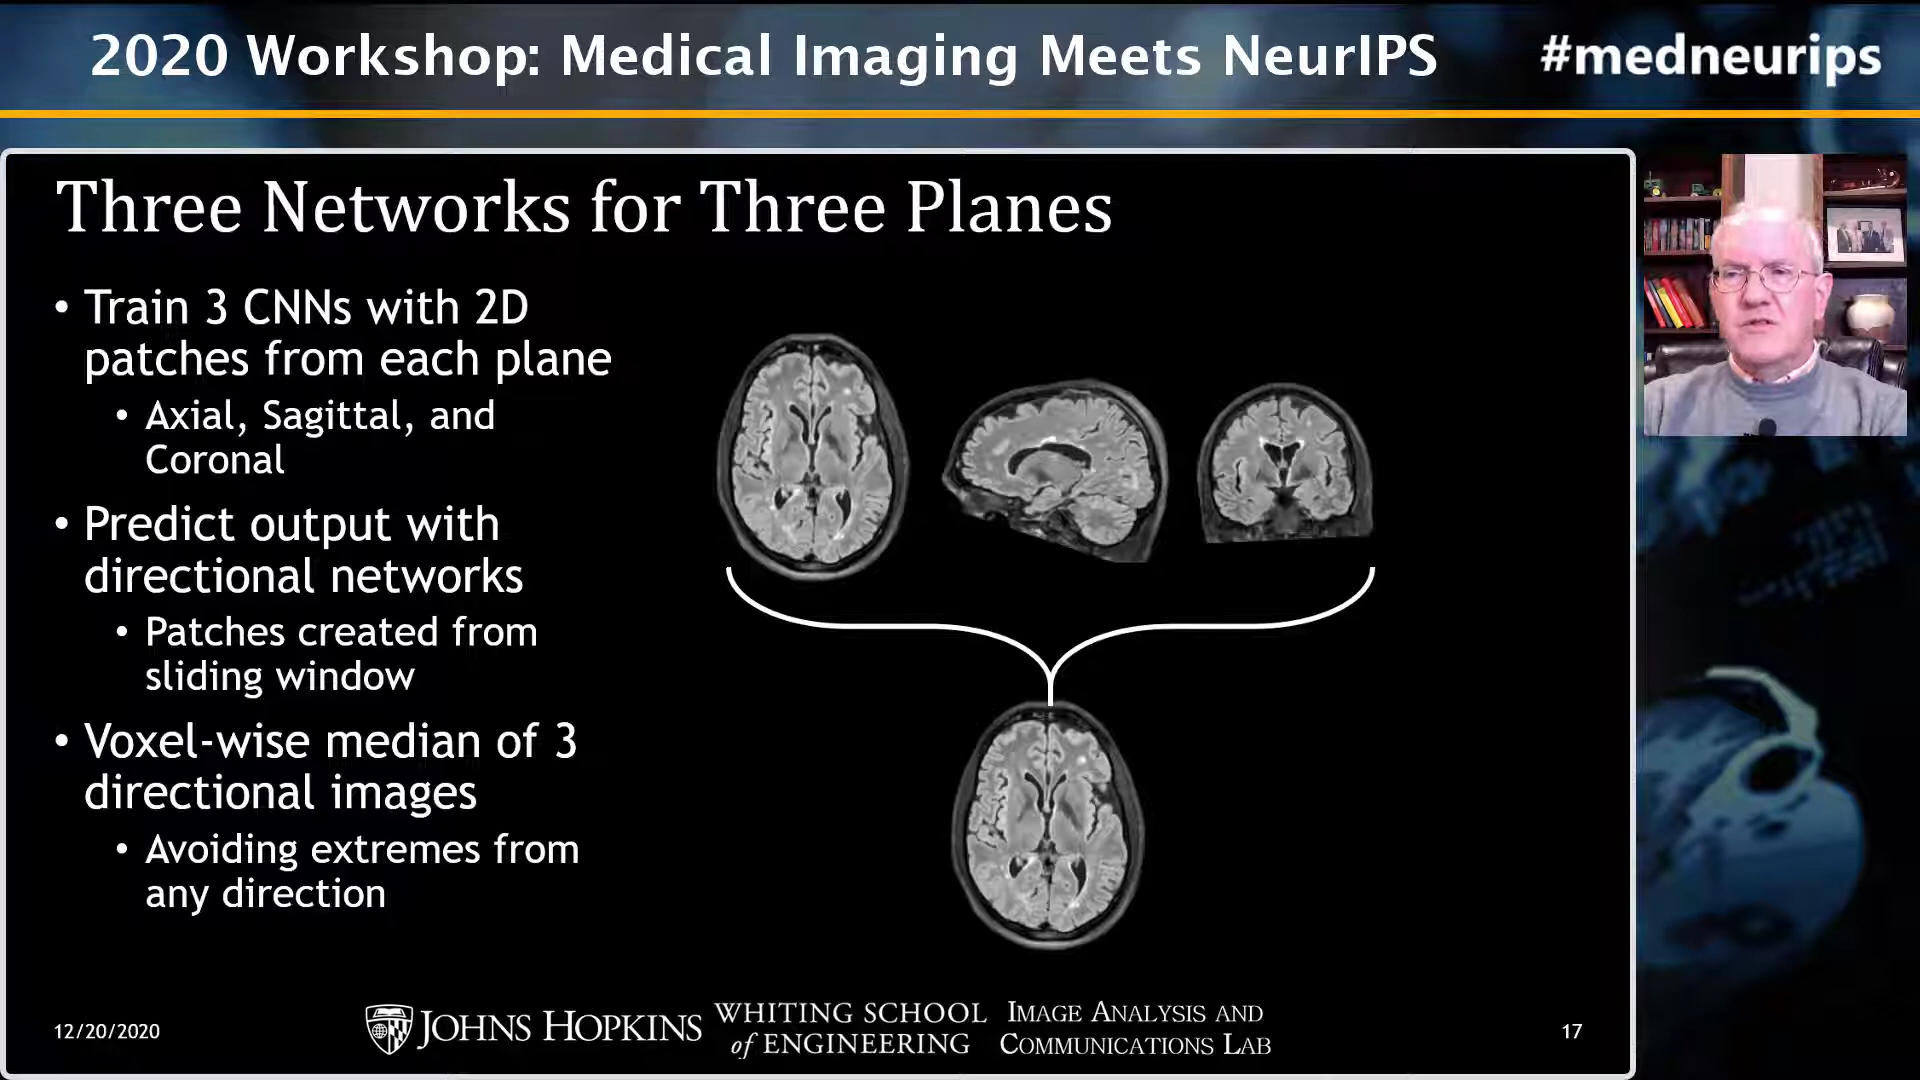 2020 Workshop: Medical Imaging Meets NeurIPS
#medneurips
Three Networks for Three Planes
• Train 3 CNNs with 2D
patches from each plane
• Axial, Sagittal, and
Coronal
• Predict output with
directional networks
• Patches created from
sliding window
• Voxel-wise median of 3
directional images
• Avoiding extremes from
any direction
12/20/2020
JOHNS HOPKINS
WHITING SCHOOL
of ENGINEERING
IMAGE ANALYSIS AND
COMMUNICATIONS LAB
17